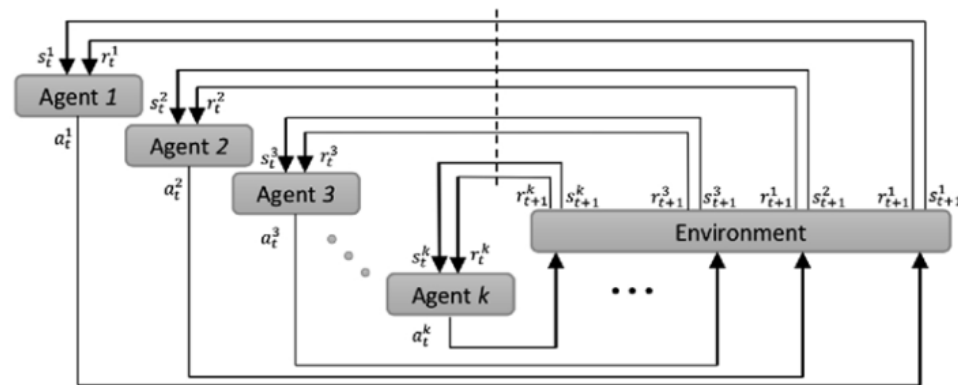 s_t^1 r_t^1
Agent 1
a_t^1
s_t^2 r_t^2
Agent 2
a_t^2
s_t^3 r_t^3
Agent 3
a_t^3
s_t^k r_t^k
Agent k
a_t^k
r_{t+1}^k s_{t+1}^k r_{t+1}^3 s_{t+1}^3 r_{t+1}^1 s_{t+1}^2 r_{t+1}^1 s_{t+1}^1
Environment